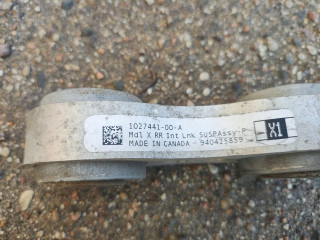 1027441-00-A
Mdl X RR Int Lnk SUSPAssy-P
MADE IN CANADA - 940425859
X1